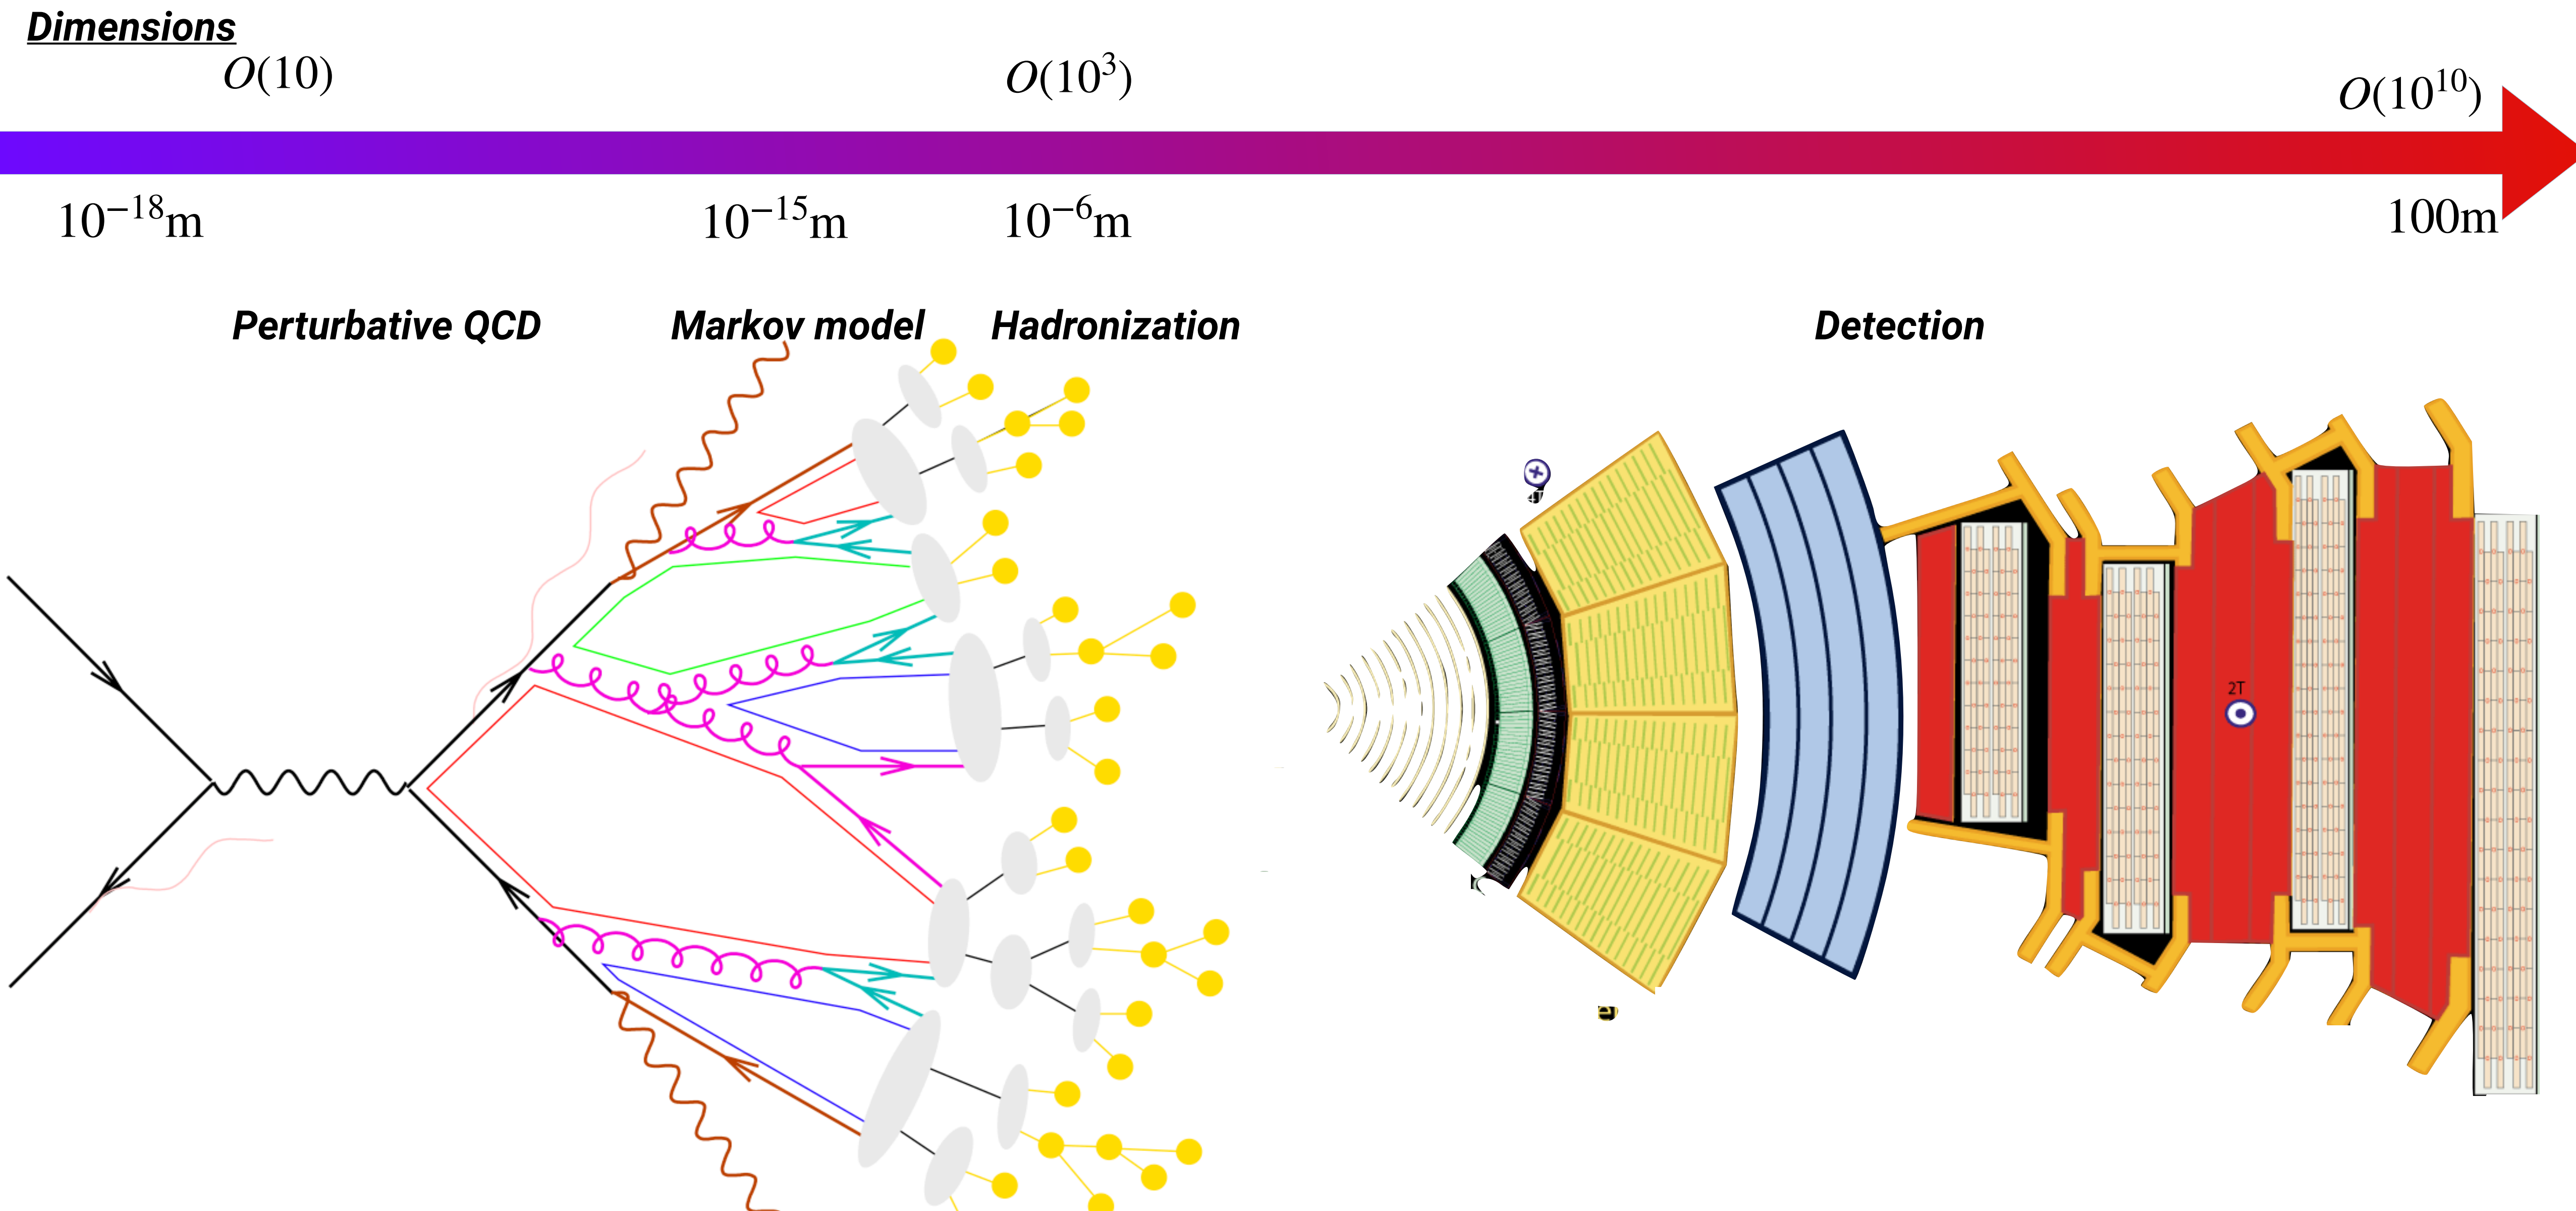 Dimensions
O(10) O(10³) O(10¹⁰)
10⁻¹⁸m 10⁻¹⁵m 10⁻⁶m 100m
Perturbative QCD Markov model Hadronization Detection
2T